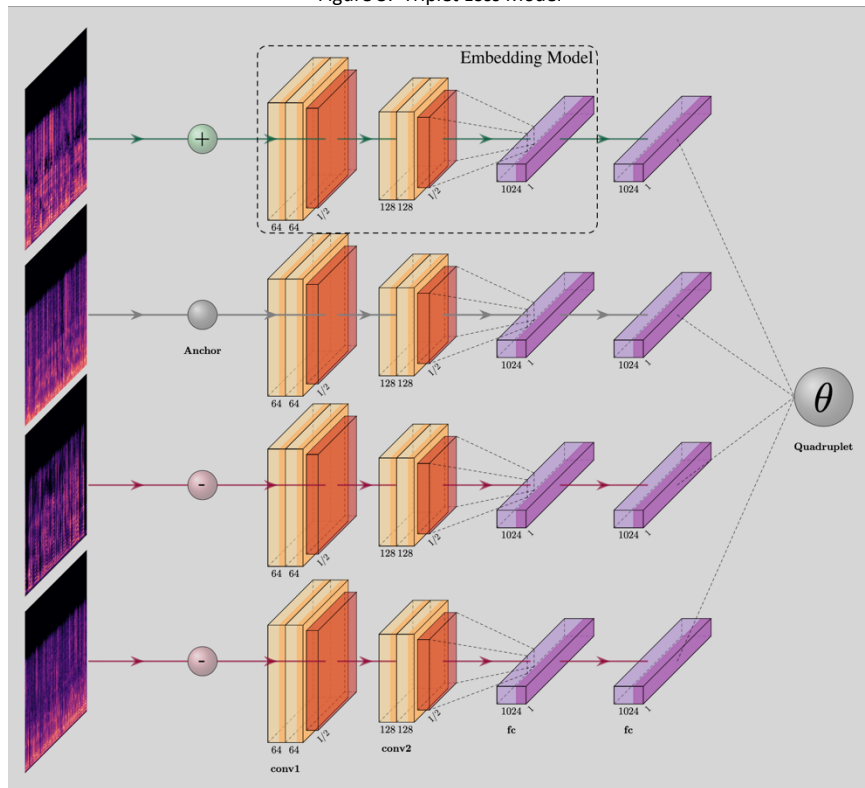 Embedding Model
+
64 64 1/2 128 128 1/2 1024 1 1024 1
Anchor
64 64 1/2 128 128 1/2 1024 1 1024 1
θ
Quadruplet
-
64 64 1/2 128 128 1/2 1024 1 1024 1
-
64 64 1/2 128 128 1/2 1024 1 1024 1
conv1 conv2 fc fc